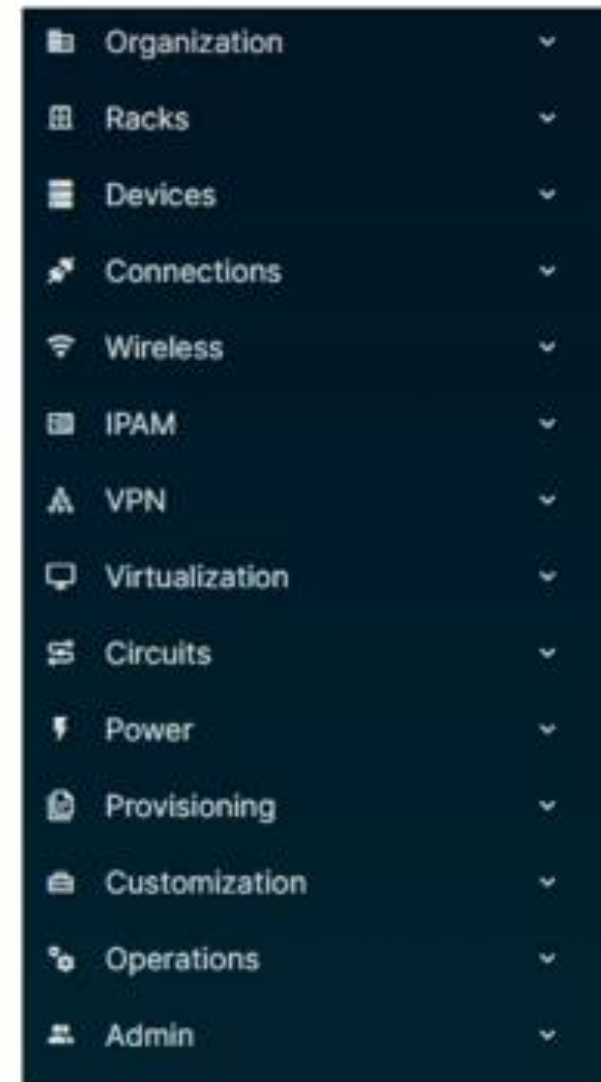 Organization
Racks
Devices
Connections
Wireless
IPAM
VPN
Virtualization
Circuits
Power
Provisioning
Customization
Operations
Admin